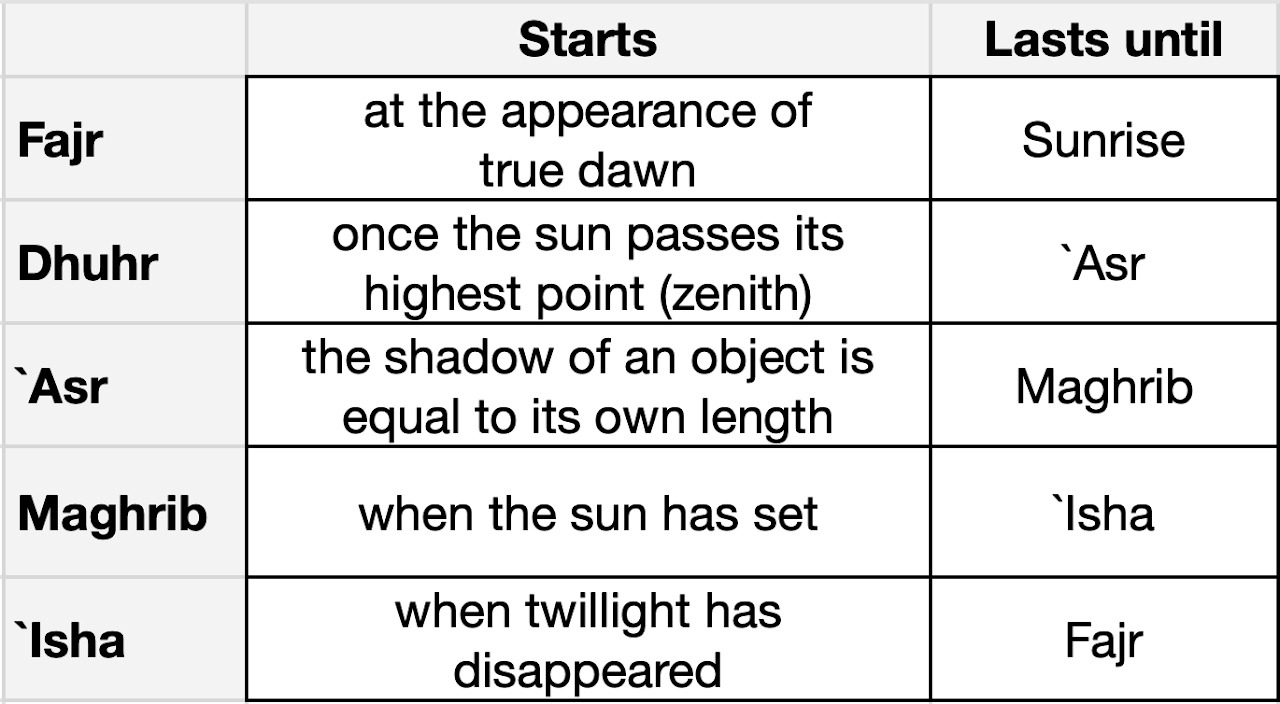 Starts Lasts until
Fajr at the appearance of true dawn Sunrise
Dhuhr once the sun passes its highest point (zenith) `Asr
`Asr the shadow of an object is equal to its own length Maghrib
Maghrib when the sun has set `Isha
`Isha when twillight has disappeared Fajr